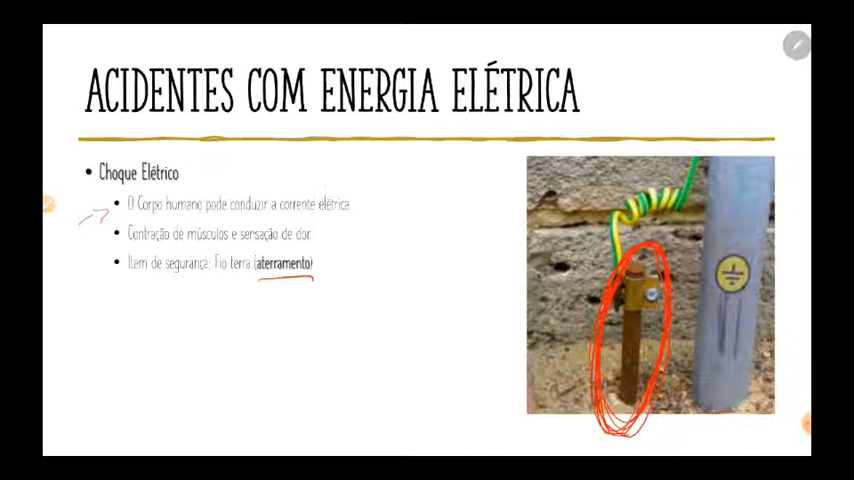 ACIDENTES COM ENERGIA ELÉTRICA
• Choque Elétrico
• O Corpo humano pode conduzir a corrente elétrica
• Contração de músculos e sensação de dor.
• Item de segurança: Fio terra (aterramento)